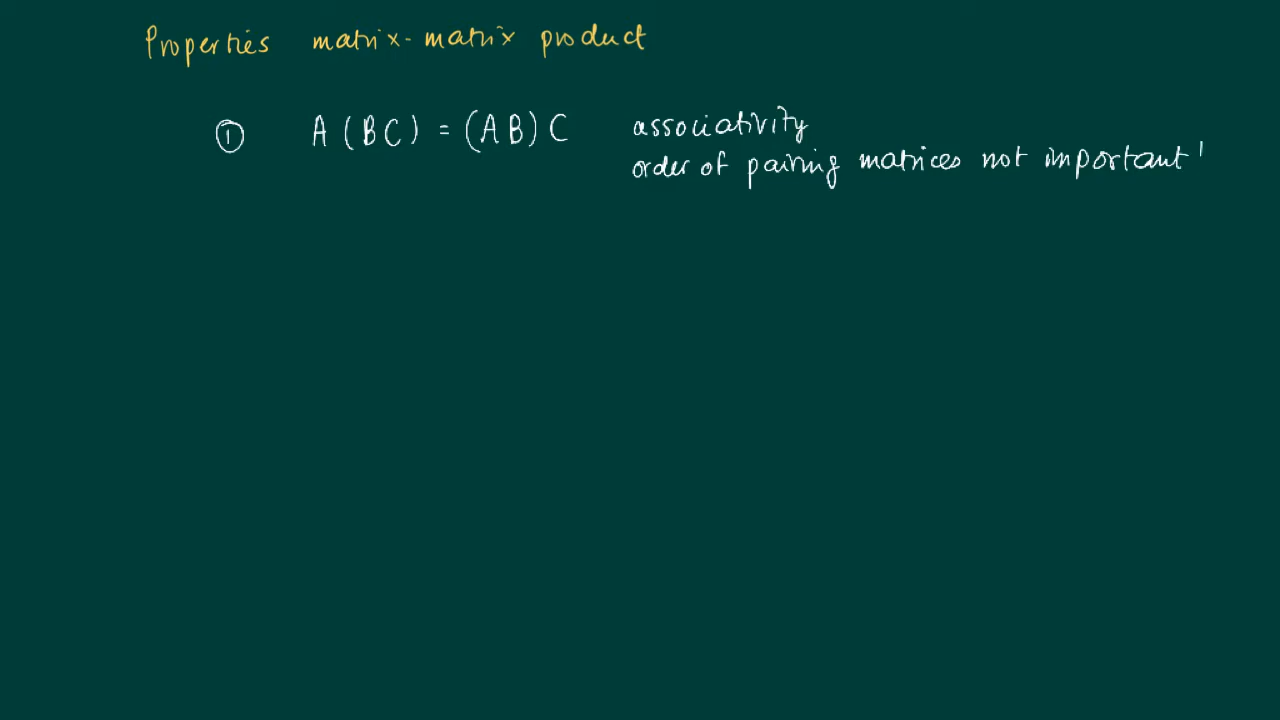 Properties matrix-matrix product
① A (BC) = (AB) C associativity
order of pairing matrices not important !